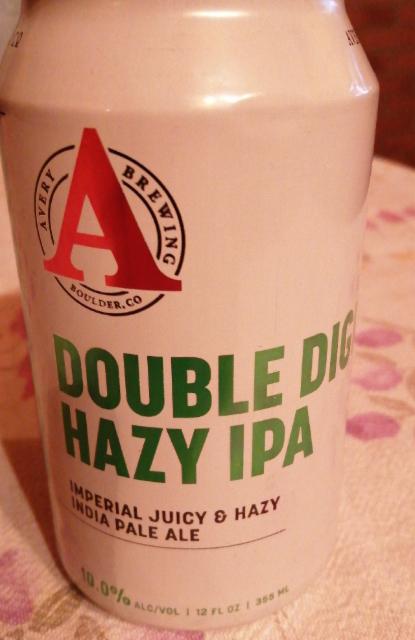 AVERY BREWING
BOULDER.CO
DOUBLE DIG
HAZY IPA
IMPERIAL JUICY & HAZY
INDIA PALE ALE
10.0% ALC/VOL | 12 FL OZ | 355 ML